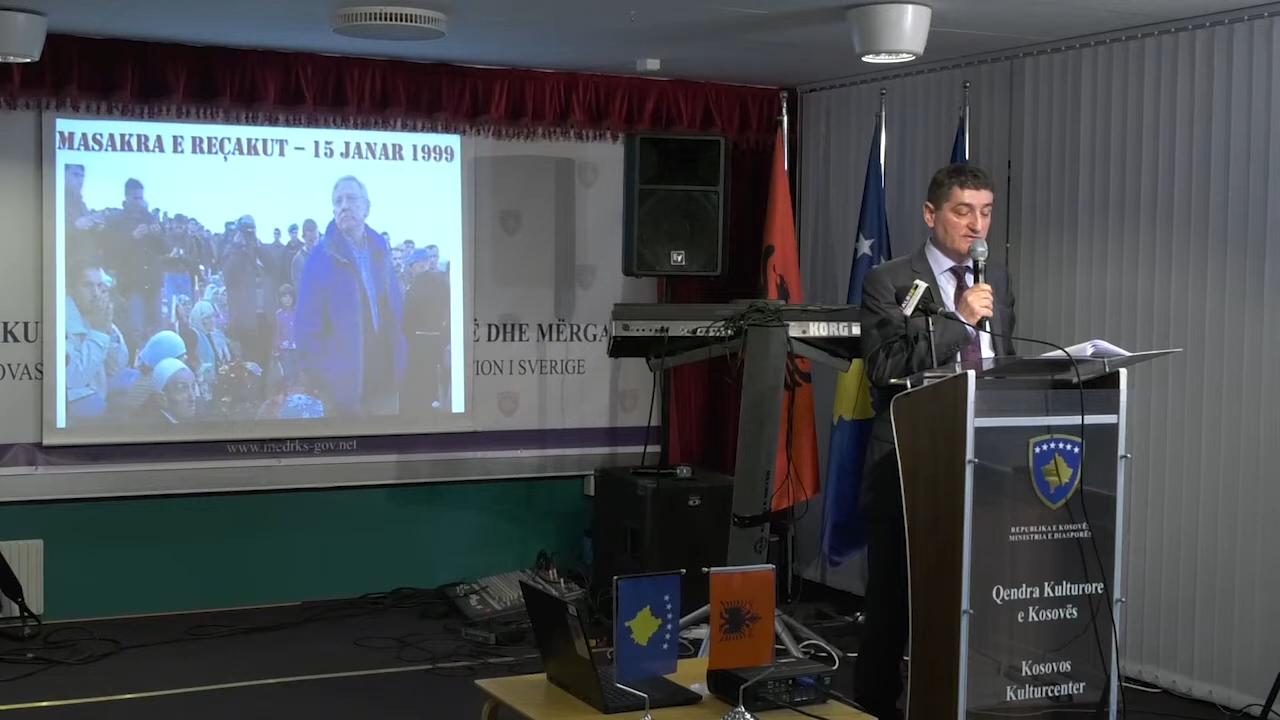 MASAKRA E REÇAKUT – 15 JANAR 1999
Ë DHE MËRGA
OVAS
ION I SVERIGE
www.medrks-gov.net
KORG
EV
REPUBLIKA E KOSOVËS
MINISTRIA E DIASPORËS
Qendra Kulturore
e Kosovës
Kosovos
Kulturcenter